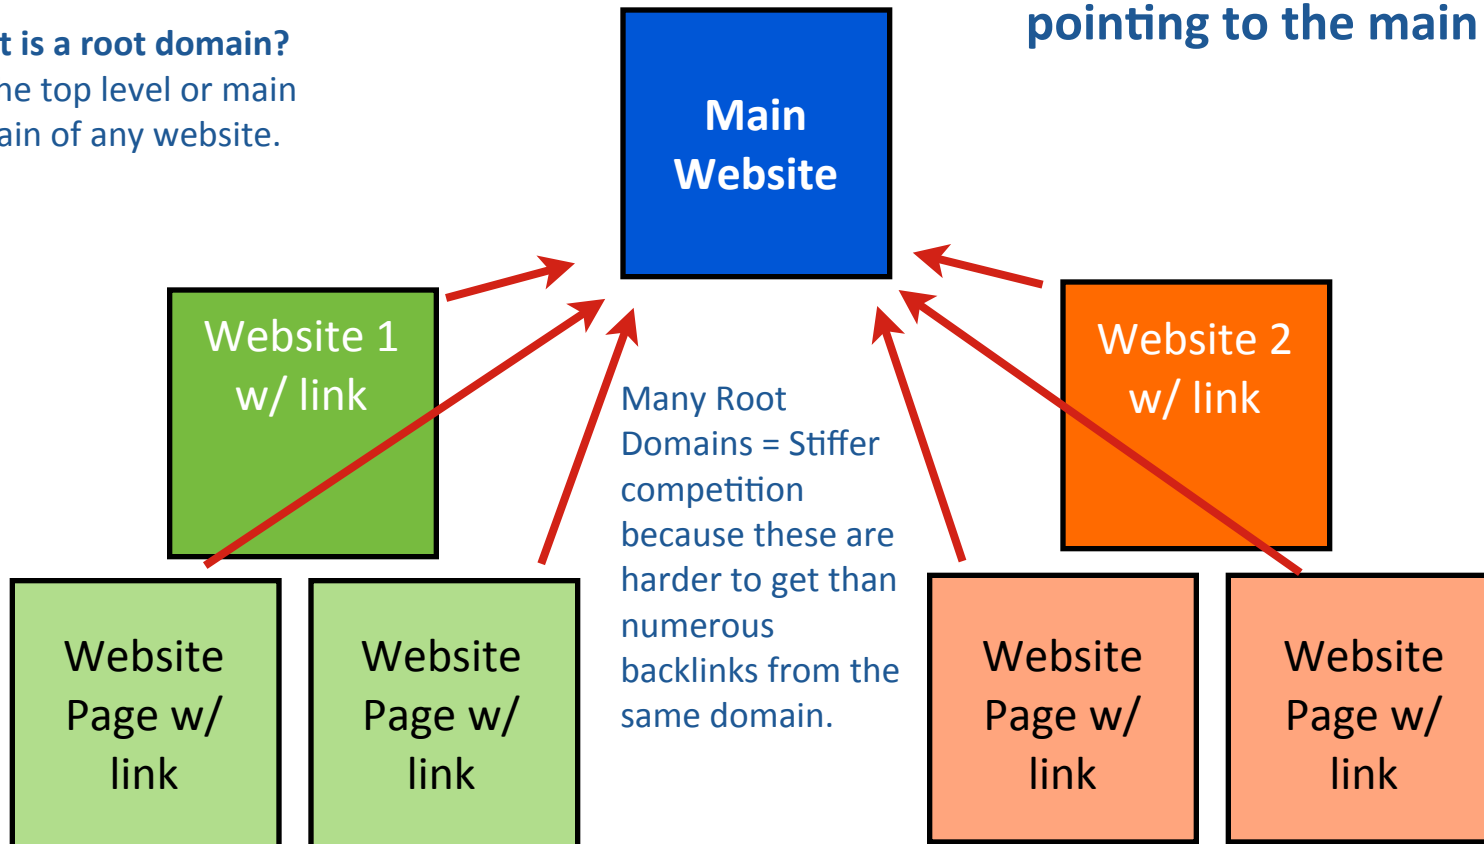 t is a root domain?
he top level or main
ain of any website.
pointing to the main
Main
Website
Website 1
w/ link
Website 2
w/ link
Many Root
Domains = Stiffer
competition
because these are
harder to get than
numerous
backlinks from the
same domain.
Website
Page w/
link
Website
Page w/
link
Website
Page w/
link
Website
Page w/
link